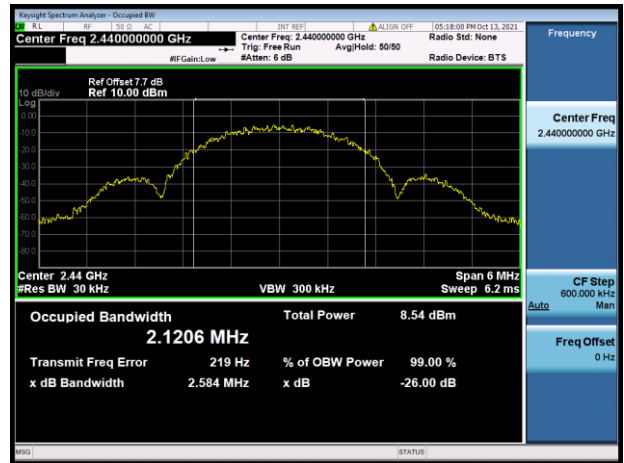 Keysight Spectrum Analyzer - Occupied BW
RL RF 50 Ω AC INT REF ALIGN OFF 05:18:00 PM Oct 13, 2021
Center Freq 2.440000000 GHz
Center Freq: 2.440000000 GHz Radio Std: None
Trig: Free Run Avg|Hold: 50/50
#IFGain:Low #Atten: 6 dB Radio Device: BTS
Frequency
Ref Offset 7.7 dB
10 dB/div Ref 10.00 dBm
Log
0.00
-10.0
-20.0
-30.0
-40.0
-50.0
-60.0
-70.0
-80.0
Center 2.44 GHz Span 6 MHz
#Res BW 30 kHz VBW 300 kHz Sweep 6.2 ms
Occupied Bandwidth Total Power 8.54 dBm
2.1206 MHz
Transmit Freq Error 219 Hz % of OBW Power 99.00 %
x dB Bandwidth 2.584 MHz x dB -26.00 dB
Center Freq
2.440000000 GHz
CF Step
600.000 kHz
Auto Man
Freq Offset
0 Hz
MSG STATUS